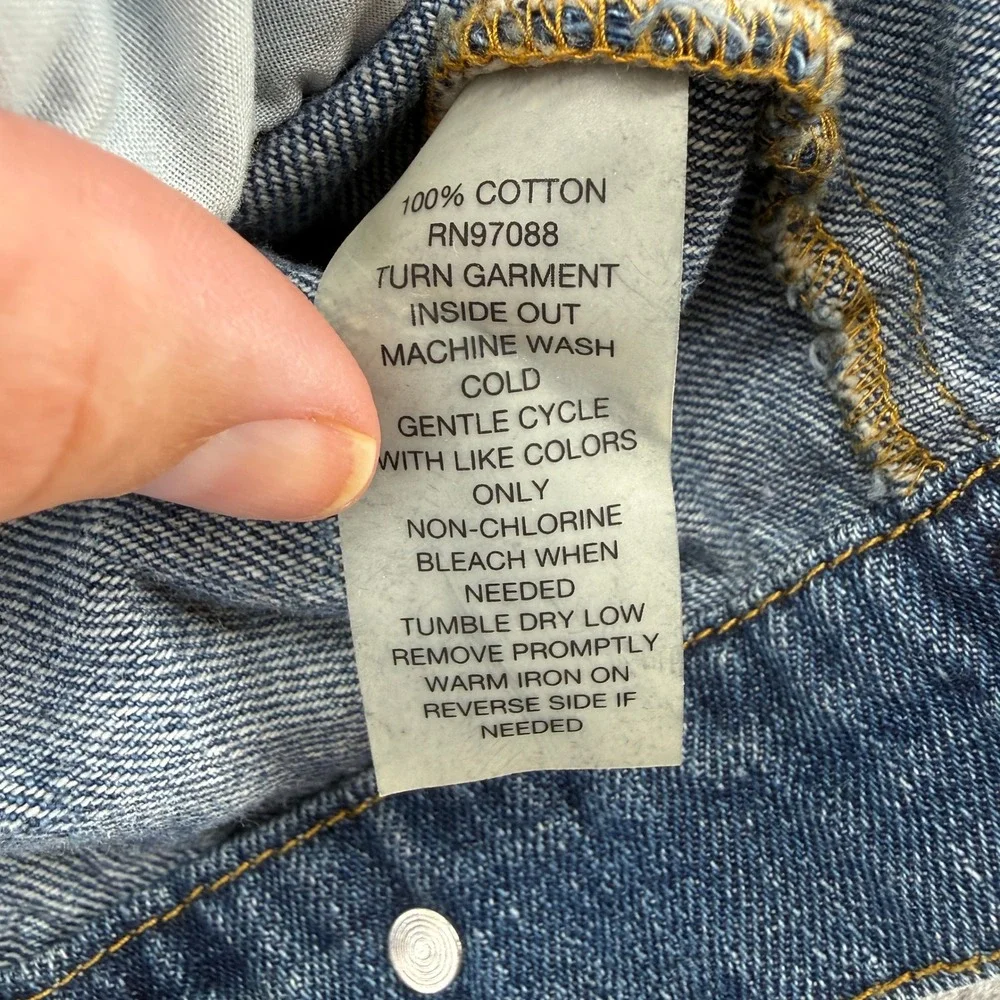 100% COTTON
RN97088
TURN GARMENT
INSIDE OUT
MACHINE WASH
COLD
GENTLE CYCLE
WITH LIKE COLORS
ONLY
NON-CHLORINE
BLEACH WHEN
NEEDED
TUMBLE DRY LOW
REMOVE PROMPTLY
WARM IRON ON
REVERSE SIDE IF
NEEDED